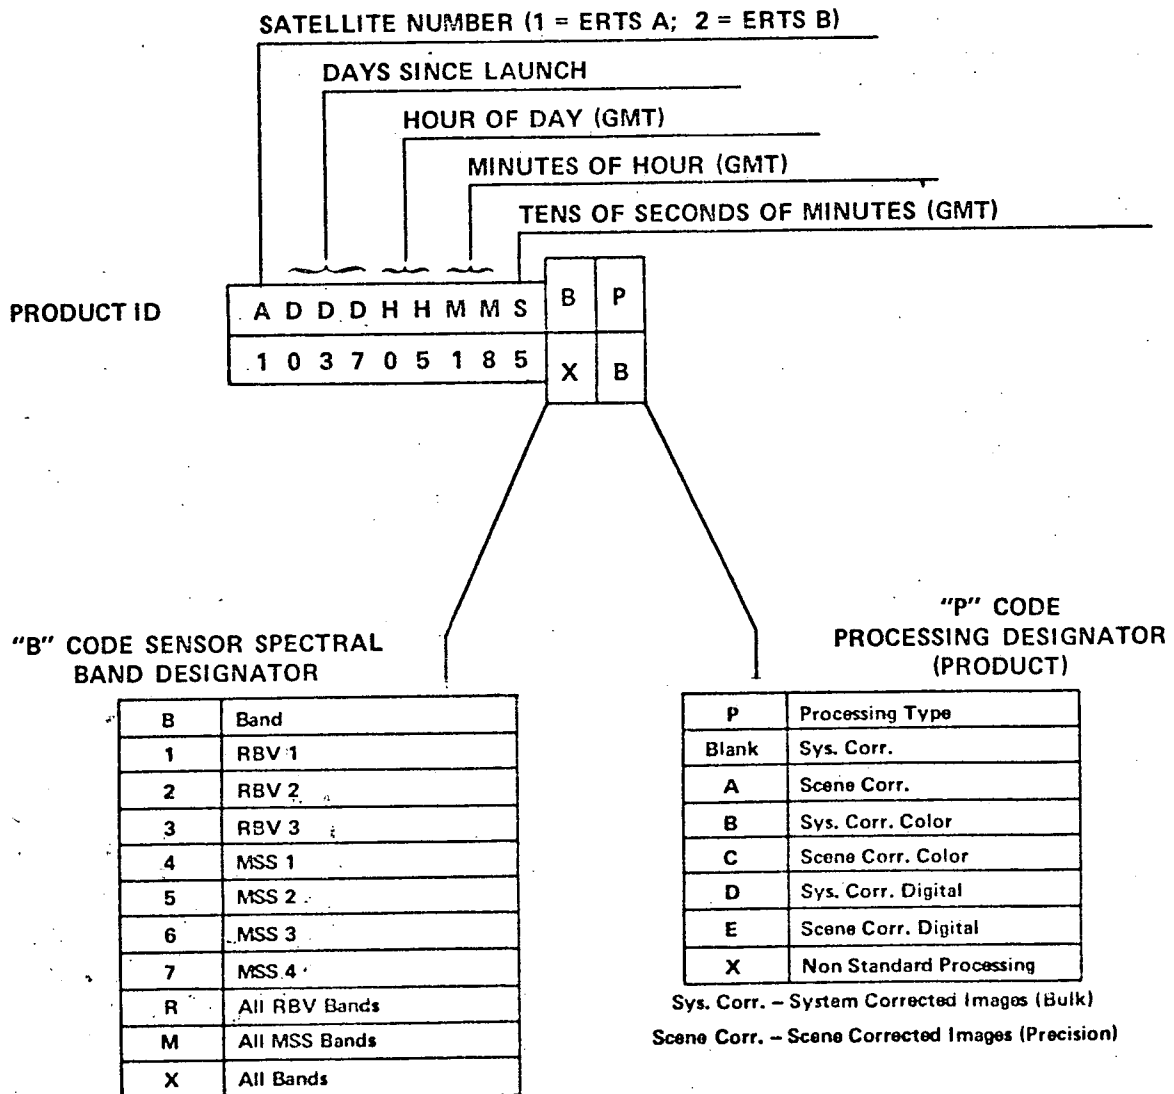 SATELLITE NUMBER (1 = ERTS A; 2 = ERTS B)
DAYS SINCE LAUNCH
HOUR OF DAY (GMT)
MINUTES OF HOUR (GMT)
TENS OF SECONDS OF MINUTES (GMT)
PRODUCT ID
A D D D H H M M S B P
1 0 3 7 0 5 1 8 5 X B
"B" CODE SENSOR SPECTRAL
BAND DESIGNATOR
B Band
1 RBV 1
2 RBV 2
3 RBV 3
4 MSS 1
5 MSS 2
6 MSS 3
7 MSS 4
R All RBV Bands
M All MSS Bands
X All Bands
"P" CODE
PROCESSING DESIGNATOR
(PRODUCT)
P Processing Type
Blank Sys. Corr.
A Scene Corr.
B Sys. Corr. Color
C Scene Corr. Color
D Sys. Corr. Digital
E Scene Corr. Digital
X Non Standard Processing
Sys. Corr. – System Corrected Images (Bulk)
Scene Corr. – Scene Corrected Images (Precision)